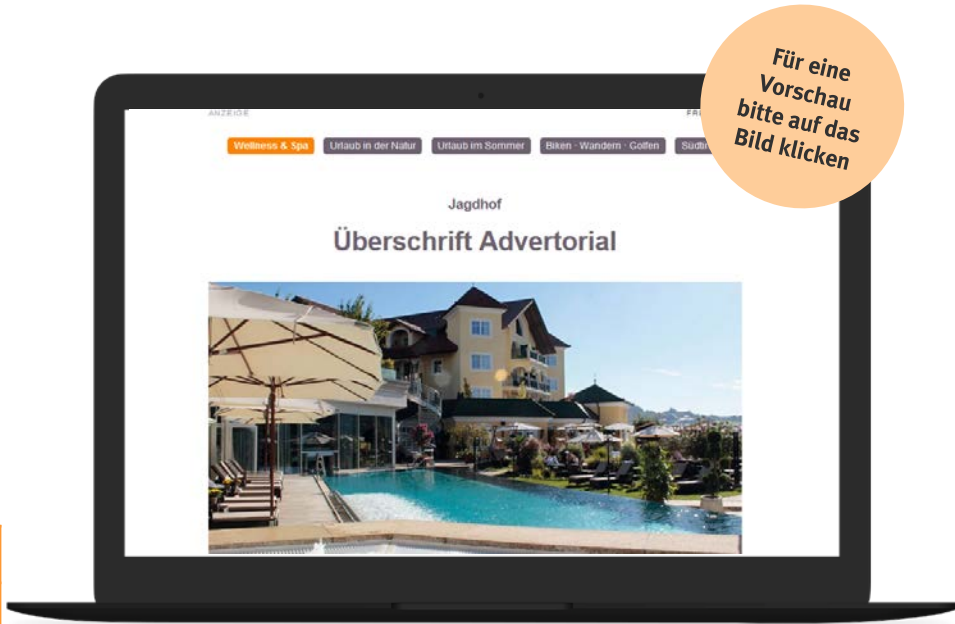 Für eine
Vorschau
bitte auf das
Bild klicken
ANZEIGE
Wellness & Spa
Urlaub in der Natur
Urlaub im Sommer
Biken · Wandern · Golfen
Jagdhof
Überschrift Advertorial